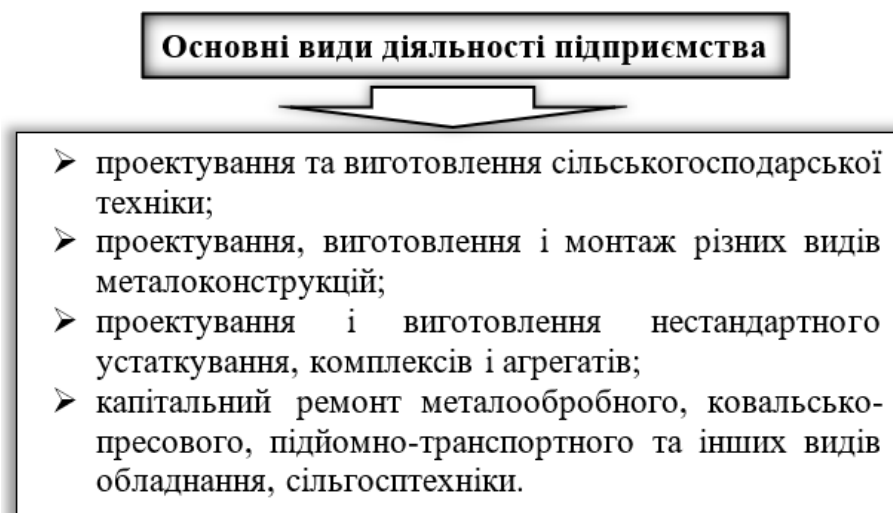 Основні види діяльності підприємства
➢ проектування та виготовлення сільськогосподарської
техніки;
➢ проектування, виготовлення і монтаж різних видів
металоконструкцій;
➢ проектування і виготовлення нестандартного
устаткування, комплексів і агрегатів;
➢ капітальний ремонт металообробного, ковальсько-
пресового, підйомно-транспортного та інших видів
обладнання, сільгосптехніки.